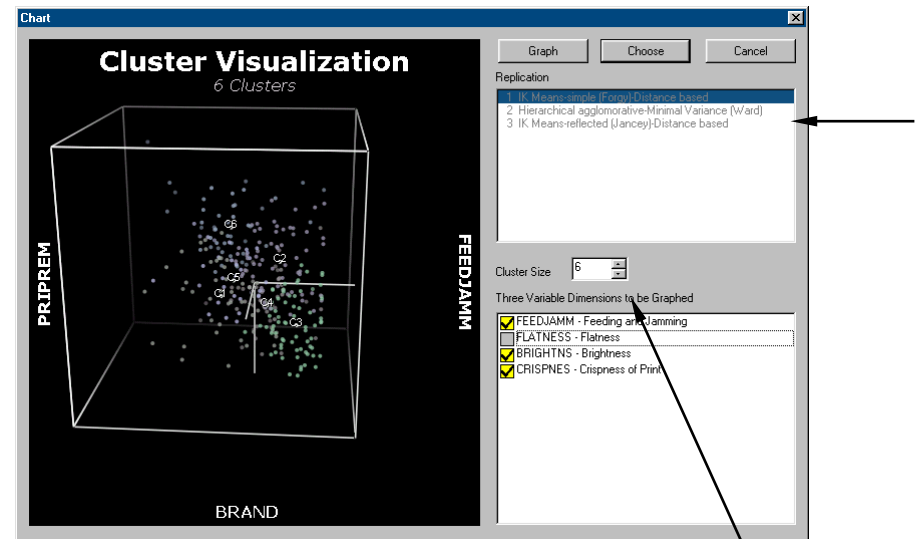 Chart
Cluster Visualization
6 Clusters
PRIPREM
FEEDJAMM
BRAND
C6
C2
C5
C1
C4
C3
Graph
Choose
Cancel
Replication
1 IK Means-simple (Forgy)-Distance based
2 Hierarchical agglomorative-Minimal Variance (Ward)
3 IK Means-reflected (Jancey)-Distance based
Cluster Size 6
Three Variable Dimensions to be Graphed
FEEDJAMM - Feeding and Jamming
FLATNESS - Flatness
BRIGHTNS - Brightness
CRISPNES - Crispness of Print